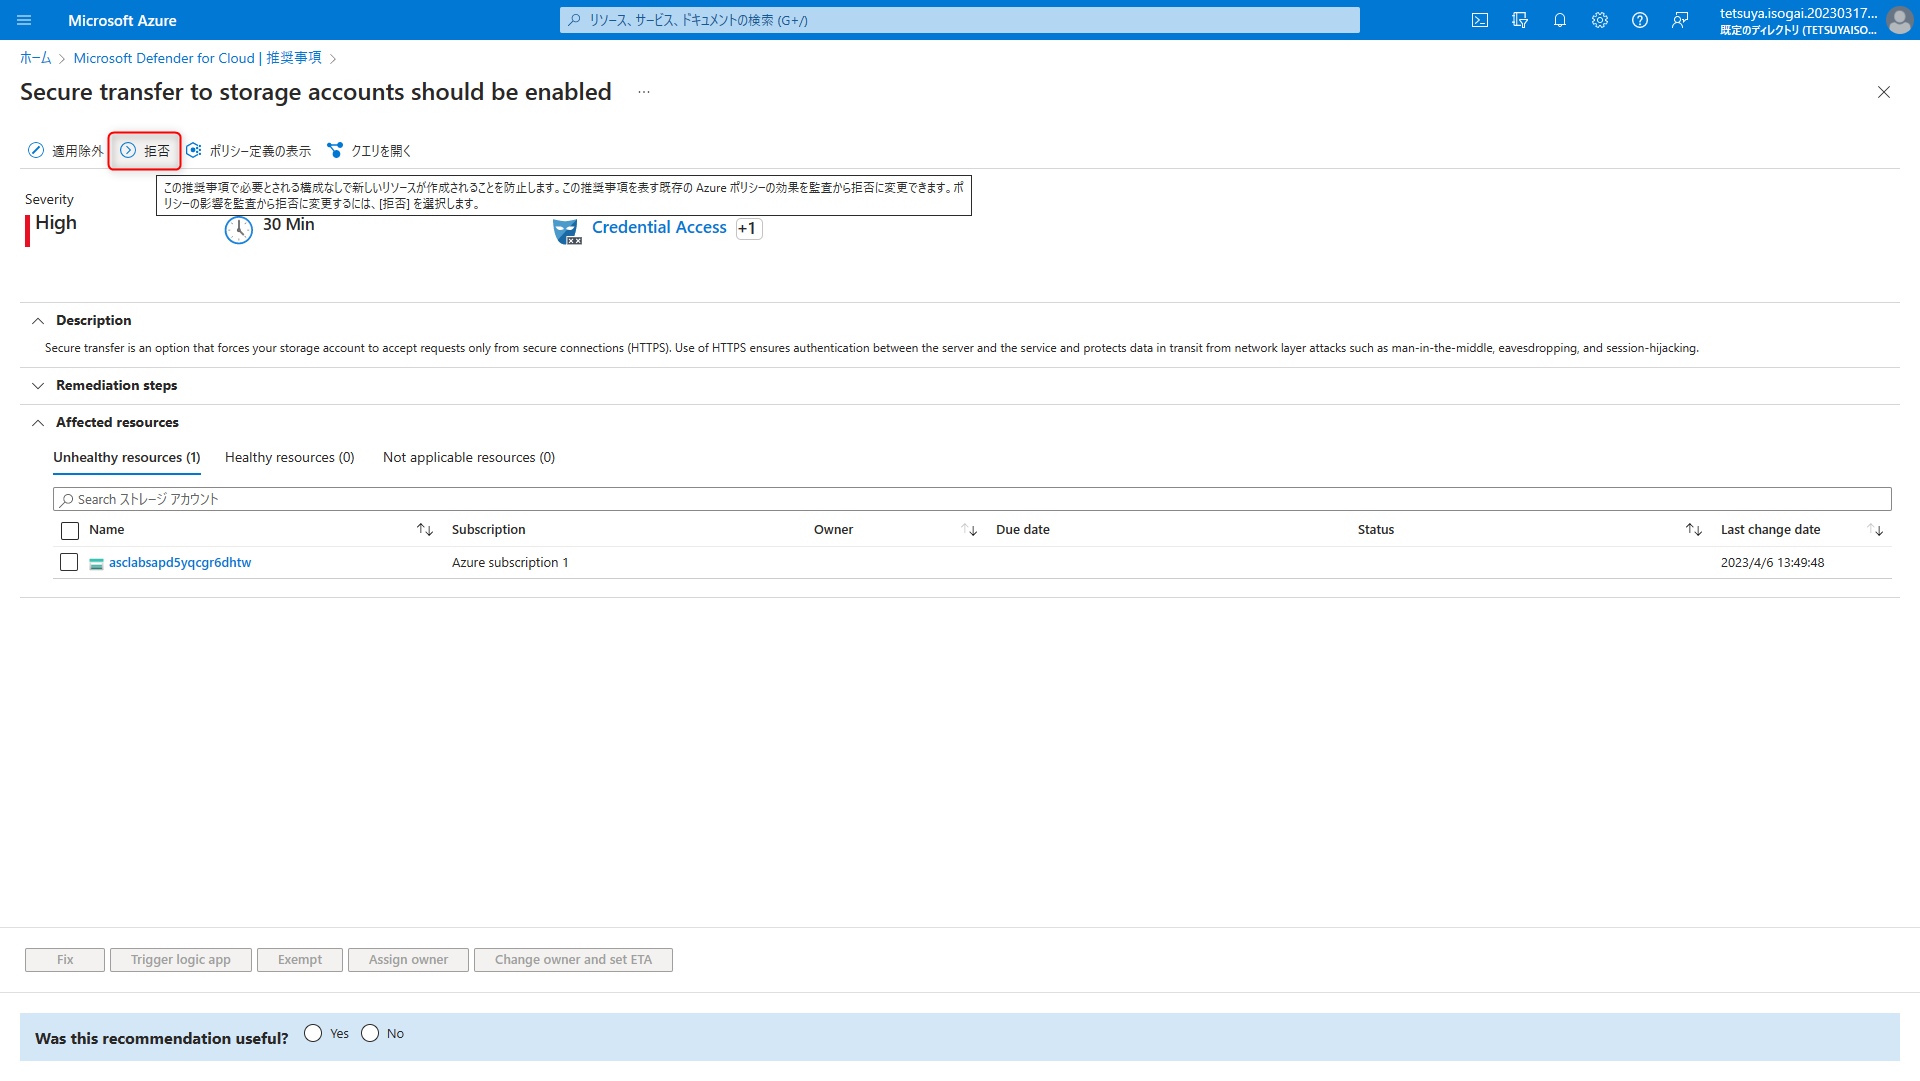 Microsoft Azure
リソース、サービス、ドキュメントの検索 (G+/)
tetsuya.isogai.20230317...
既定のディレクトリ (TETSUYAISO...
ホーム > Microsoft Defender for Cloud | 推奨事項 >
Secure transfer to storage accounts should be enabled ...
適用除外 拒否 ポリシー定義の表示 クエリを開く
この推奨事項で必要とされる構成なしで新しいリソースが作成されることを防止します。この推奨事項を表す既存の Azure ポリシーの効果を監査から拒否に変更できます。ポ
リシーの影響を監査から拒否に変更するには、[拒否] を選択します。
Severity
High
30 Min
Credential Access +1
Description
Secure transfer is an option that forces your storage account to accept requests only from secure connections (HTTPS). Use of HTTPS ensures authentication between the server and the service and protects data in transit from network layer attacks such as man-in-the-middle, eavesdropping, and session-hijacking.
Remediation steps
Affected resources
Unhealthy resources (1) Healthy resources (0) Not applicable resources (0)
Search ストレージ アカウント
Name Subscription Owner Due date Status Last change date
asclabsapd5yqcgr6dhtw Azure subscription 1 2023/4/6 13:49:48
Fix Trigger logic app Exempt Assign owner Change owner and set ETA
Was this recommendation useful? Yes No